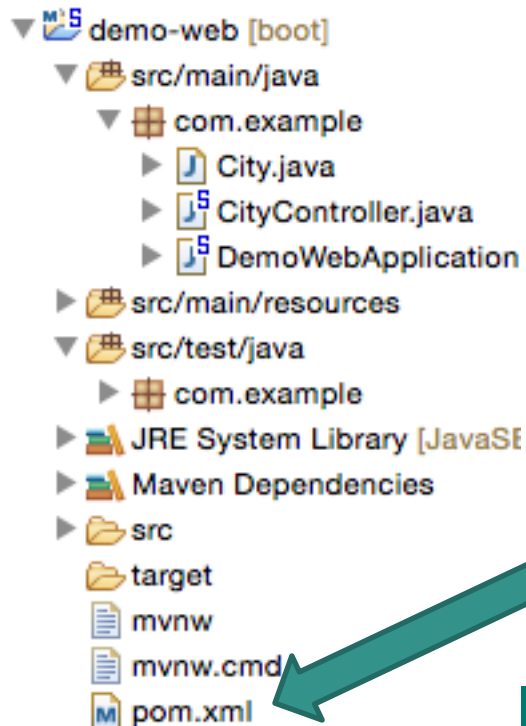 demo-web [boot]
src/main/java
com.example
City.java
CityController.java
DemoWebApplication
src/main/resources
src/test/java
com.example
JRE System Library [JavaSE
Maven Dependencies
src
target
mvnw
mvnw.cmd
pom.xml